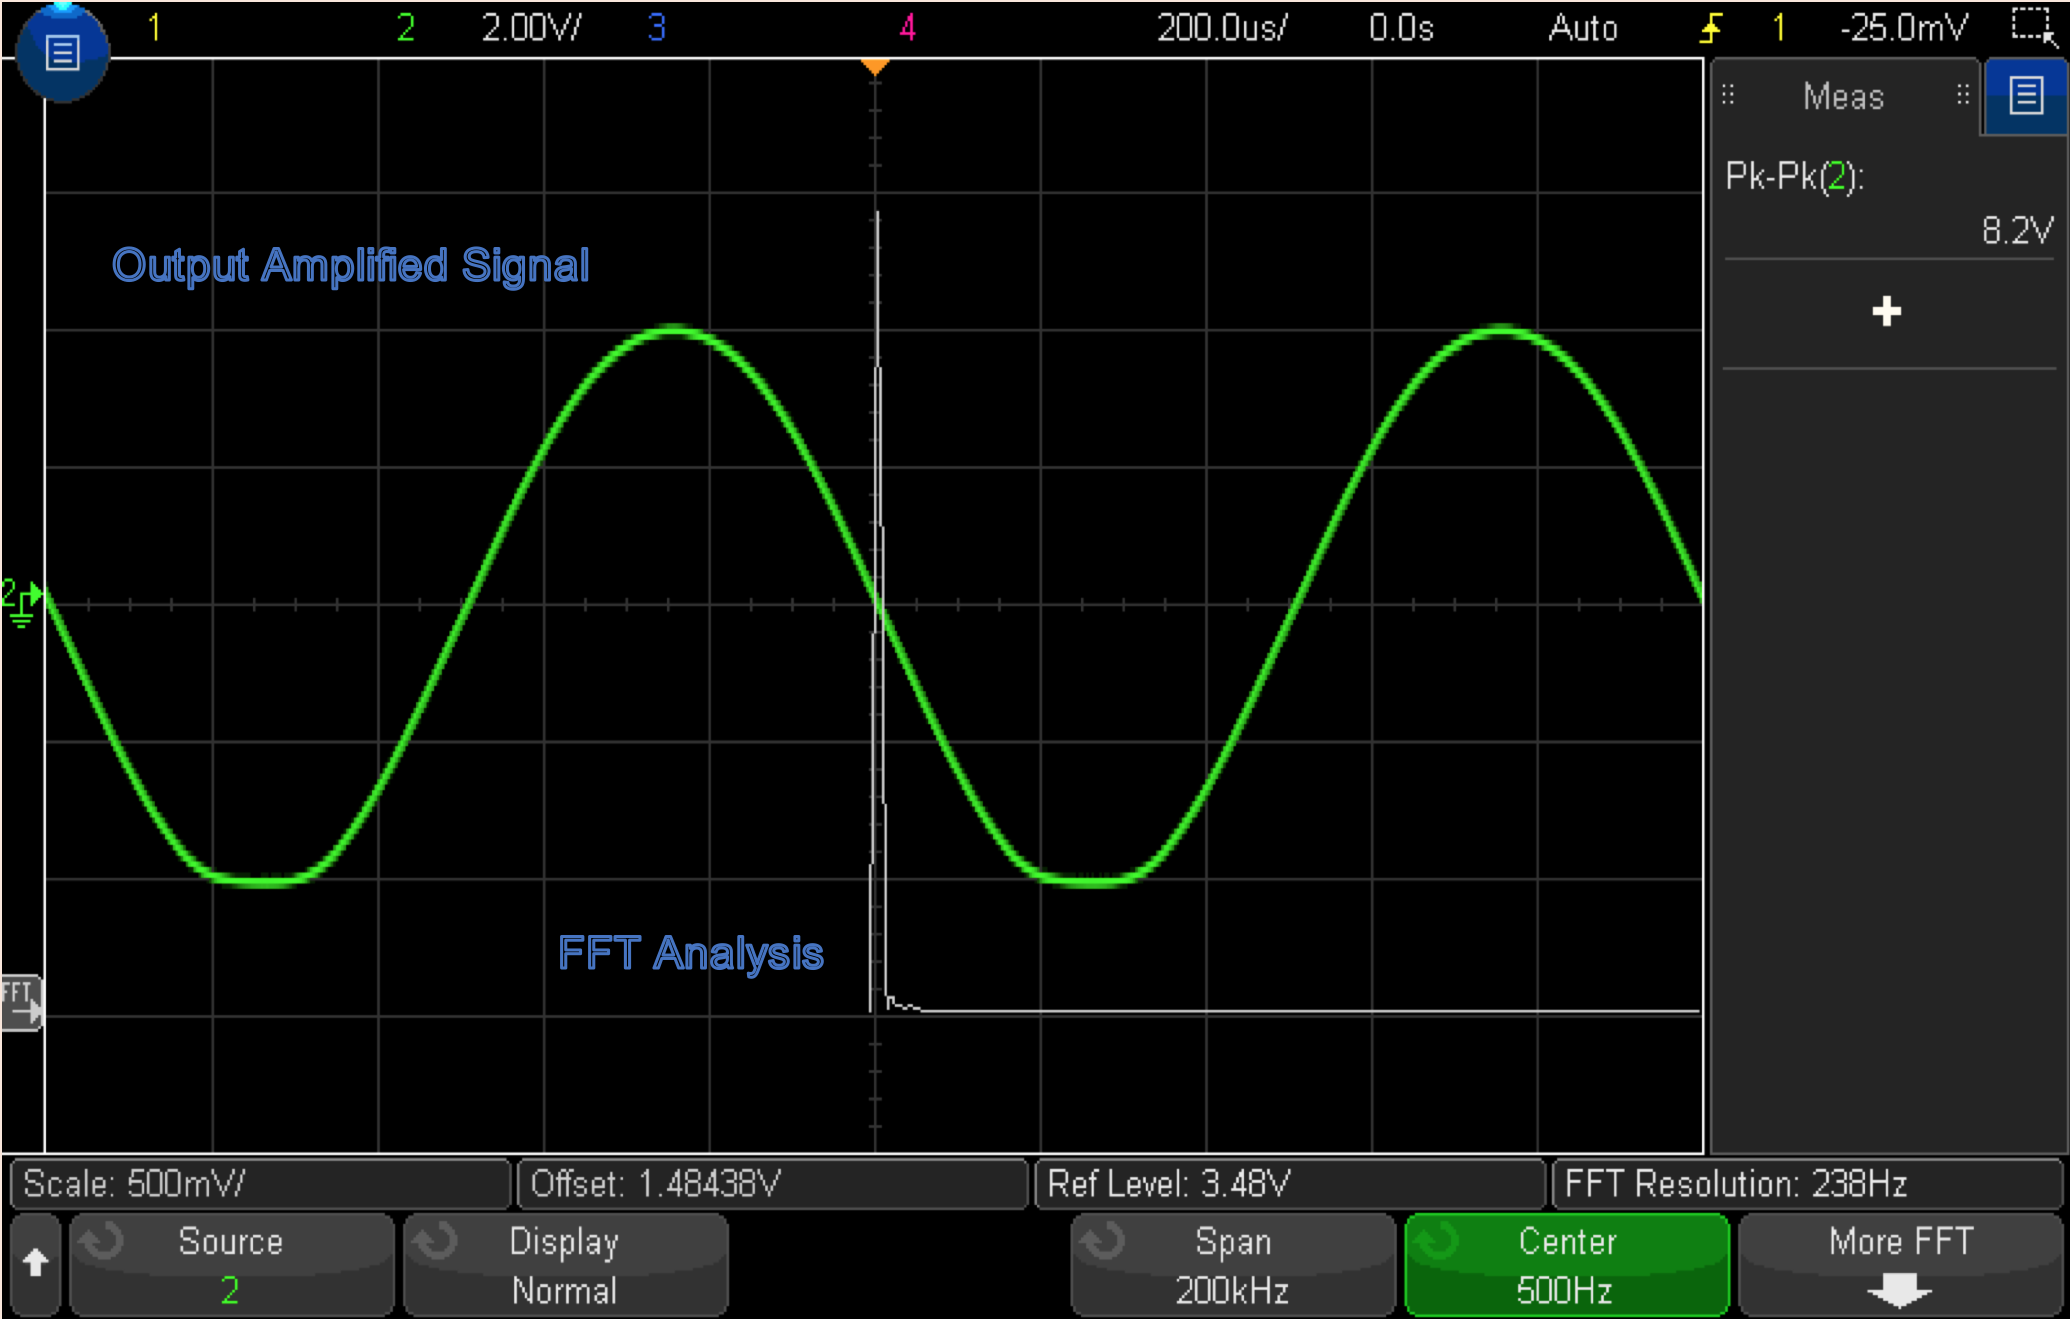 1 2 2.00V/ 3 4 200.0us/ 0.0s Auto 1 -25.0mV
Meas
Pk-Pk(2):
8.2V
Output Amplified Signal
2
FFT Analysis
FFT
Scale: 500mV/ Offset: 1.48438V Ref Level: 3.48V FFT Resolution: 238Hz
Source Display Span Center More FFT
2 Normal 200kHz 500Hz